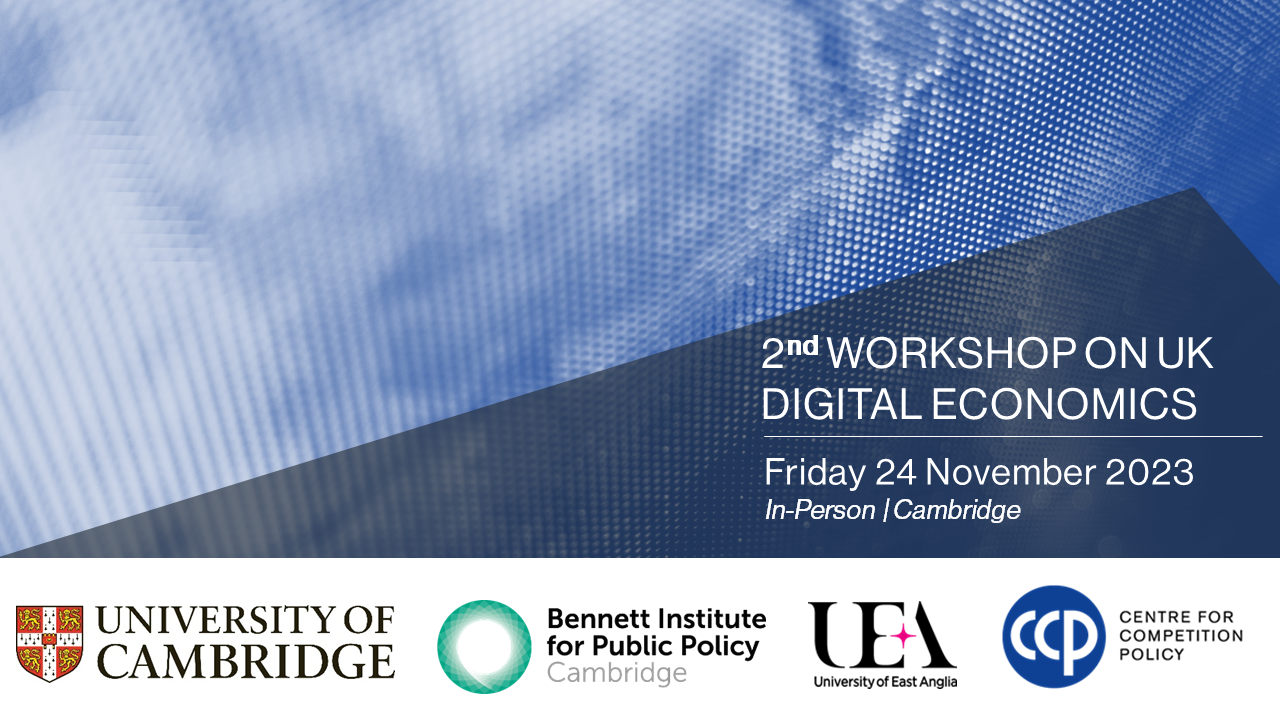 2nd WORKSHOP ON UK
DIGITAL ECONOMICS
Friday 24 November 2023
In-Person | Cambridge
UNIVERSITY OF
CAMBRIDGE
Bennett Institute
for Public Policy
Cambridge
UEA
University of East Anglia
CCP
CENTRE FOR
COMPETITION
POLICY